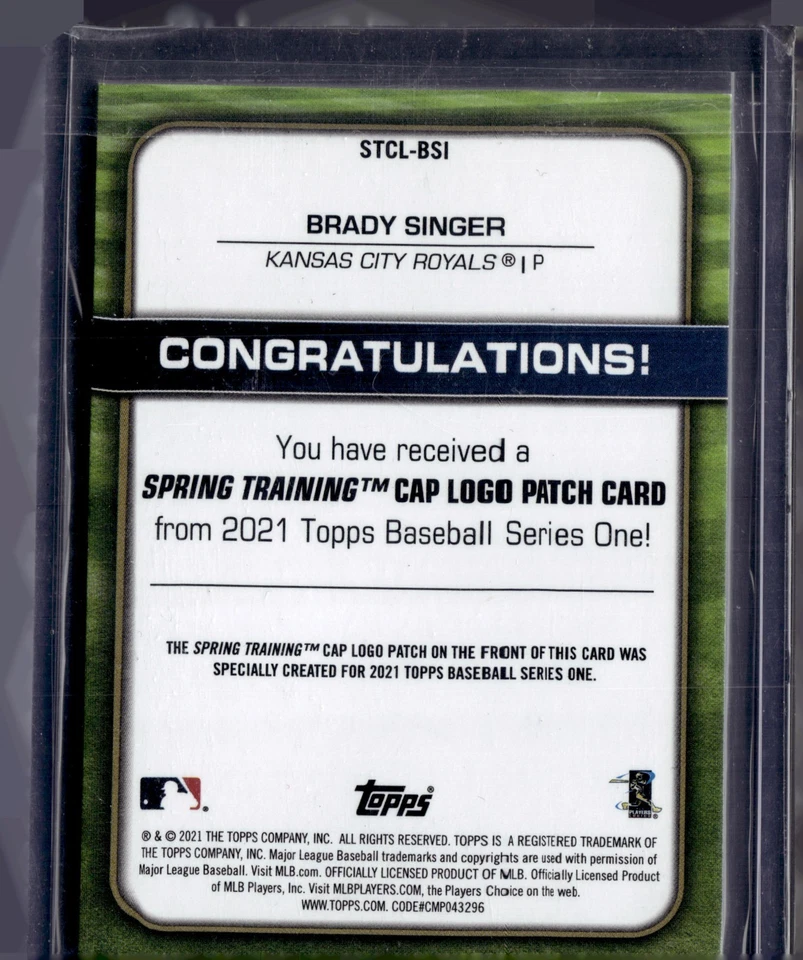 STCL-BSI
BRADY SINGER
KANSAS CITY ROYALS® | P
CONGRATULATIONS!
You have received a
SPRING TRAINING™ CAP LOGO PATCH CARD
from 2021 Topps Baseball Series One!
THE SPRING TRAINING™ CAP LOGO PATCH ON THE FRONT OF THIS CARD WAS
SPECIALLY CREATED FOR 2021 TOPPS BASEBALL SERIES ONE.
topps®
PLAYERS
® & © 2021 THE TOPPS COMPANY, INC. ALL RIGHTS RESERVED. TOPPS IS A REGISTERED TRADEMARK OF
THE TOPPS COMPANY, INC. Major League Baseball trademarks and copyrights are used with permission of
Major League Baseball. Visit MLB.com. OFFICIALLY LICENSED PRODUCT OF MLB. Officially Licensed Product
of MLB Players, Inc. Visit MLBPLAYERS.COM, the Players Choice on the web.
WWW.TOPPS.COM. CODE#CMP043296